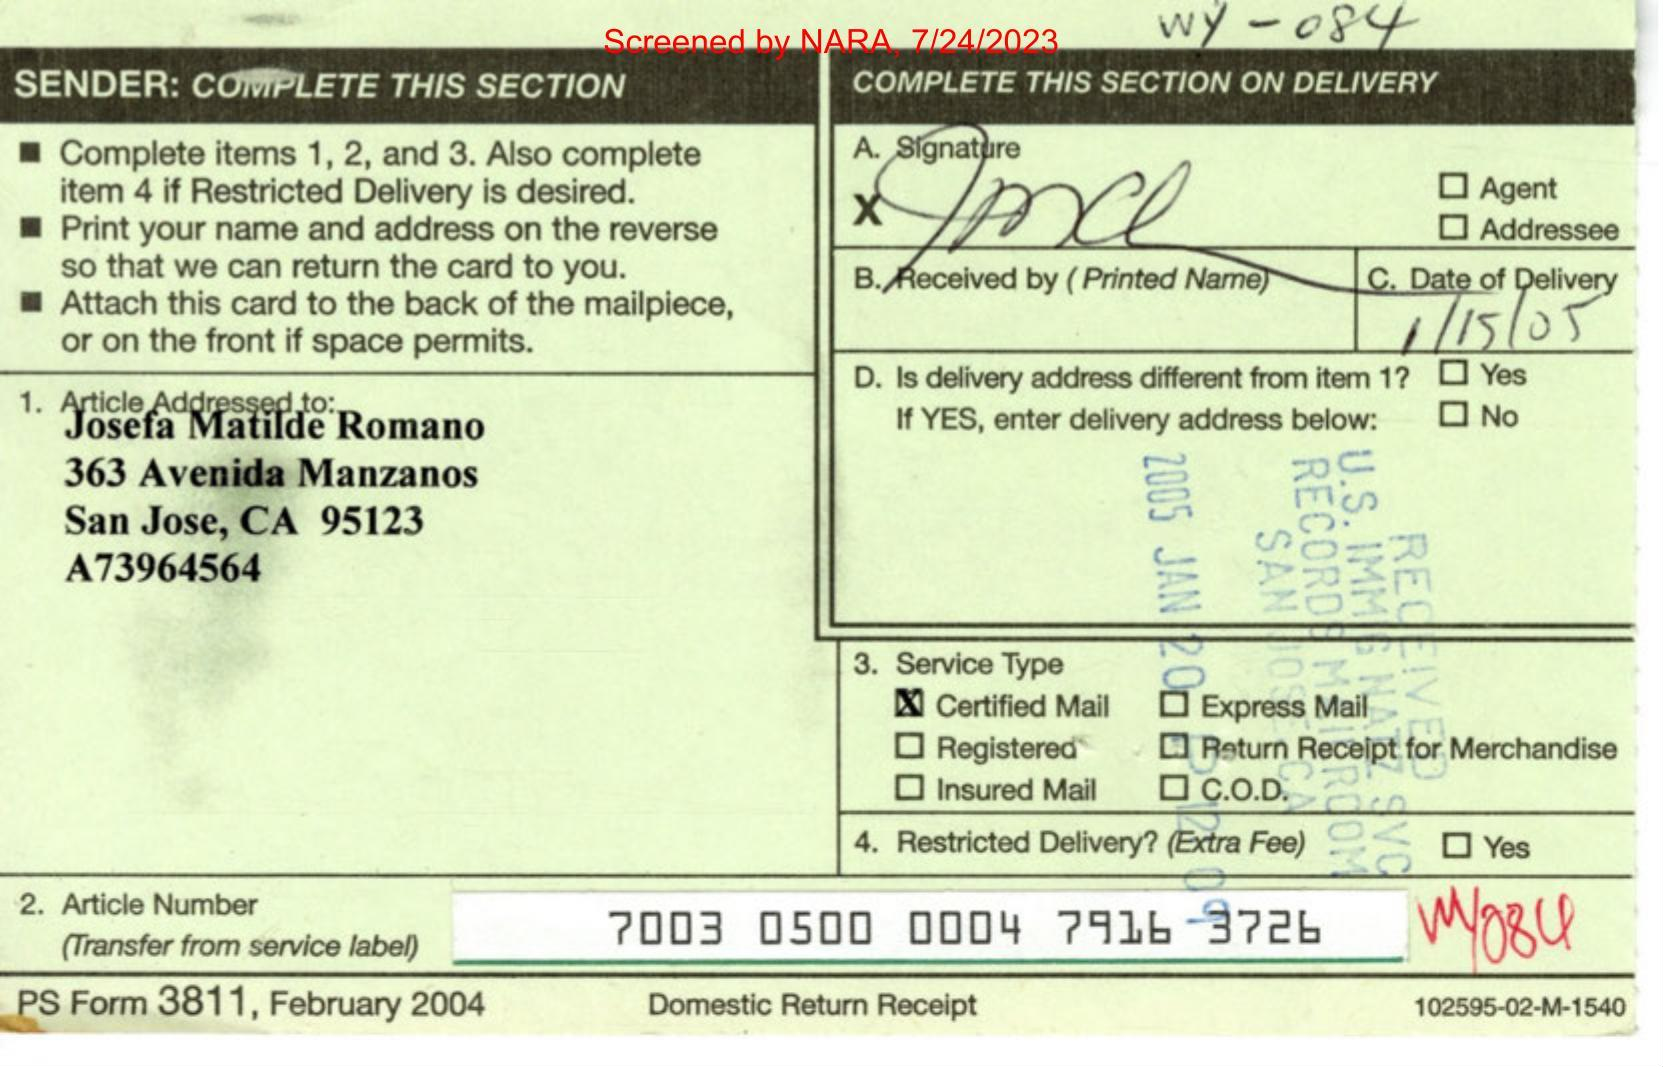 WY-084
Screened by NARA, 7/24/2023
SENDER: COMPLETE THIS SECTION
■ Complete items 1, 2, and 3. Also complete
item 4 if Restricted Delivery is desired.
■ Print your name and address on the reverse
so that we can return the card to you.
■ Attach this card to the back of the mailpiece,
or on the front if space permits.
1. Article Addressed to:
Josefa Matilde Romano
363 Avenida Manzanos
San Jose, CA 95123
A73964564
COMPLETE THIS SECTION ON DELIVERY
A. Signature
X
☐ Agent
☐ Addressee
B. Received by (Printed Name)
C. Date of Delivery
1/15/05
D. Is delivery address different from item 1? ☐ Yes
If YES, enter delivery address below: ☐ No
RECEIVED
U.S. IMMIG NATZ SVC
RECORDS MAILROOM
SAN JOSE, CA
2005 JAN 20 P 12 09
3. Service Type
☒ Certified Mail ☐ Express Mail
☐ Registered ☐ Return Receipt for Merchandise
☐ Insured Mail ☐ C.O.D.
4. Restricted Delivery? (Extra Fee) ☐ Yes
2. Article Number
(Transfer from service label)
7003 0500 0004 7916 3726
WY084
PS Form 3811, February 2004
Domestic Return Receipt
102595-02-M-1540